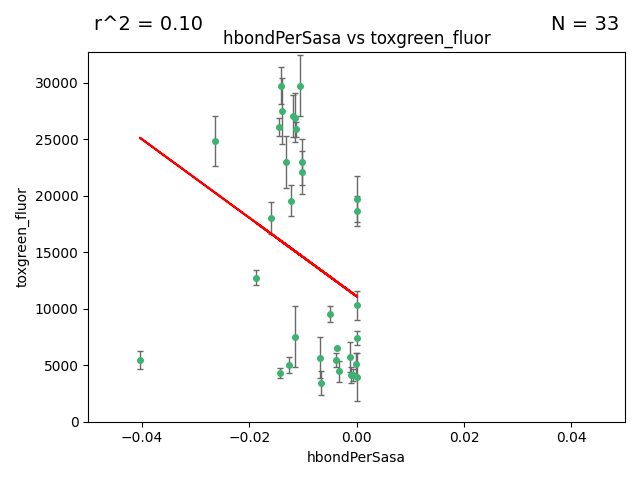 r^2 = 0.10
N = 33
hbondPerSasa vs toxgreen_fluor
toxgreen_fluor
30000
25000
20000
15000
10000
5000
0
−0.04
−0.02
0.00
0.02
0.04
hbondPerSasa